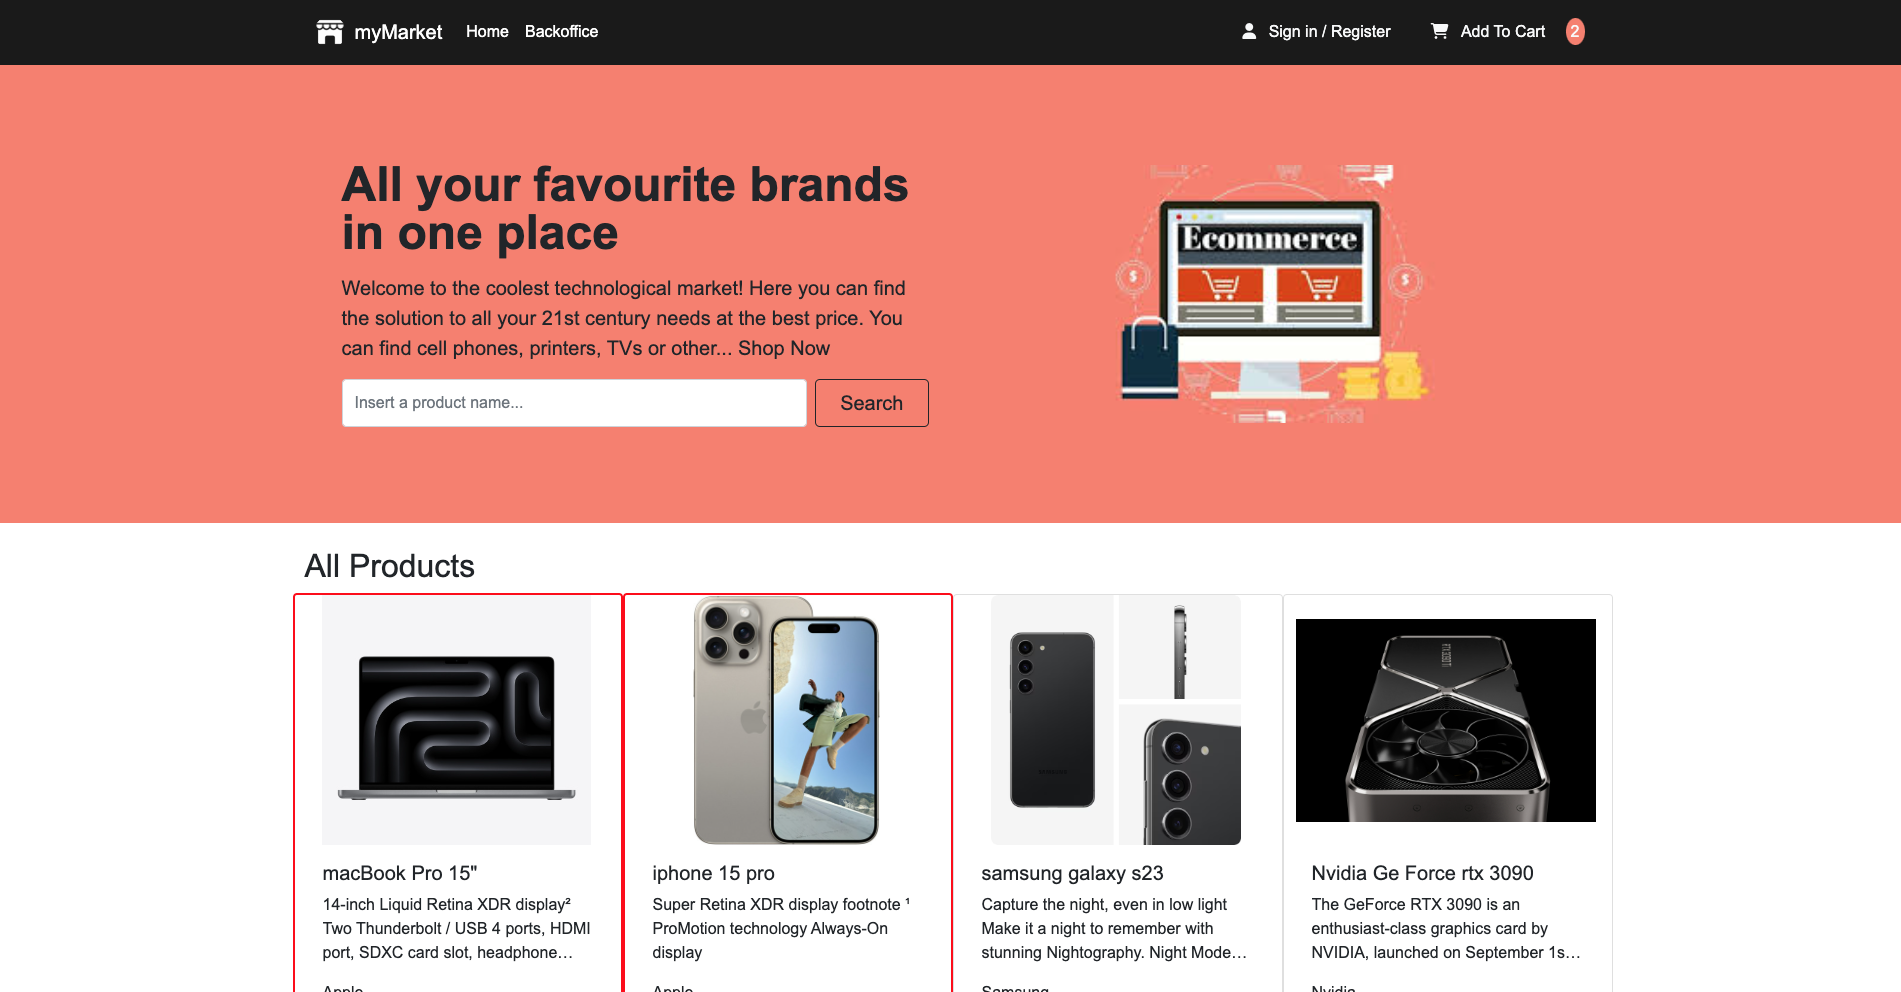 myMarket
Home
Backoffice
Sign in / Register
Add To Cart
2
All your favourite brands
in one place
Welcome to the coolest technological market! Here you can find
the solution to all your 21st century needs at the best price. You
can find cell phones, printers, TVs or other... Shop Now
Insert a product name...
Search
Ecommerce
$
$
All Products
RTX 3090
macBook Pro 15"
14-inch Liquid Retina XDR display²
Two Thunderbolt / USB 4 ports, HDMI
port, SDXC card slot, headphone…
Apple
iphone 15 pro
Super Retina XDR display footnote ¹
ProMotion technology Always-On
display
Apple
samsung galaxy s23
Capture the night, even in low light
Make it a night to remember with
stunning Nightography. Night Mode…
Samsung
Nvidia Ge Force rtx 3090
The GeForce RTX 3090 is an
enthusiast-class graphics card by
NVIDIA, launched on September 1s…
Nvidia